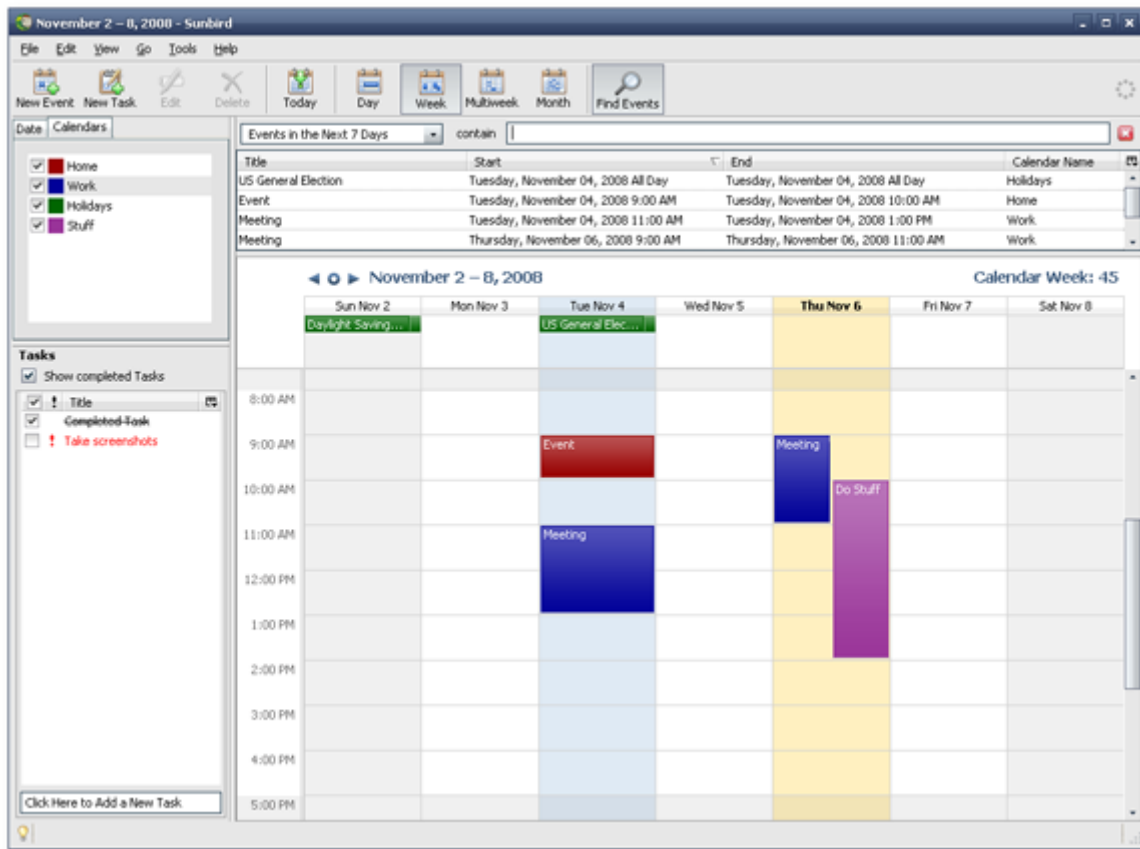 November 2 – 8, 2008 - Sunbird
File Edit View Go Tools Help
New Event New Task Edit Delete Today Day Week Multiweek Month Find Events
Date Calendars
Home
Work
Holidays
Stuff
Events in the Next 7 Days contain
Title Start End Calendar Name
US General Election Tuesday, November 04, 2008 All Day Tuesday, November 04, 2008 All Day Holidays
Event Tuesday, November 04, 2008 9:00 AM Tuesday, November 04, 2008 10:00 AM Home
Meeting Tuesday, November 04, 2008 11:00 AM Tuesday, November 04, 2008 1:00 PM Work
Meeting Thursday, November 06, 2008 9:00 AM Thursday, November 06, 2008 11:00 AM Work
Tasks
Show completed Tasks
! Title
Completed Task
! Take screenshots
Click Here to Add a New Task
November 2 – 8, 2008 Calendar Week: 45
Sun Nov 2 Mon Nov 3 Tue Nov 4 Wed Nov 5 Thu Nov 6 Fri Nov 7 Sat Nov 8
Daylight Saving... US General Elec...
8:00 AM
9:00 AM Event Meeting
10:00 AM Do Stuff
11:00 AM Meeting
12:00 PM
1:00 PM
2:00 PM
3:00 PM
4:00 PM
5:00 PM